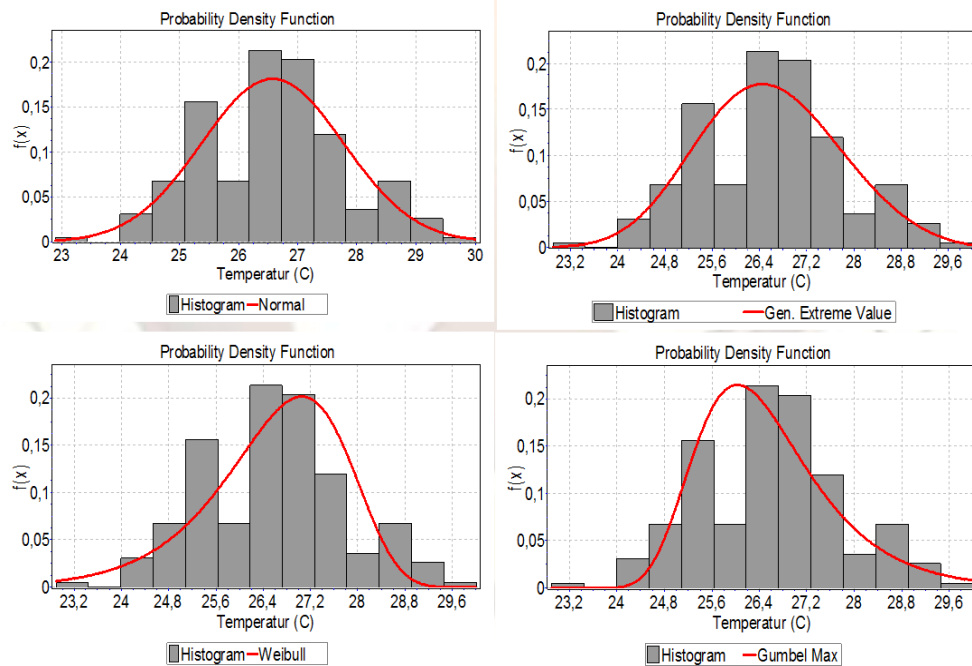 Probability Density Function
0,2
0,15
0,1
0,05
0
f(x)
23 24 25 26 27 28 29 30
Temperatur (C)
Histogram Normal
Probability Density Function
0,2
0,15
0,1
0,05
0
f(x)
23,2 24 24,8 25,6 26,4 27,2 28 28,8 29,6
Temperatur (C)
Histogram Gen. Extreme Value
Probability Density Function
0,2
0,15
0,1
0,05
0
f(x)
23,2 24 24,8 25,6 26,4 27,2 28 28,8 29,6
Temperatur (C)
Histogram Weibull
Probability Density Function
0,2
0,15
0,1
0,05
0
f(x)
23,2 24 24,8 25,6 26,4 27,2 28 28,8 29,6
Temperatur (C)
Histogram Gumbel Max